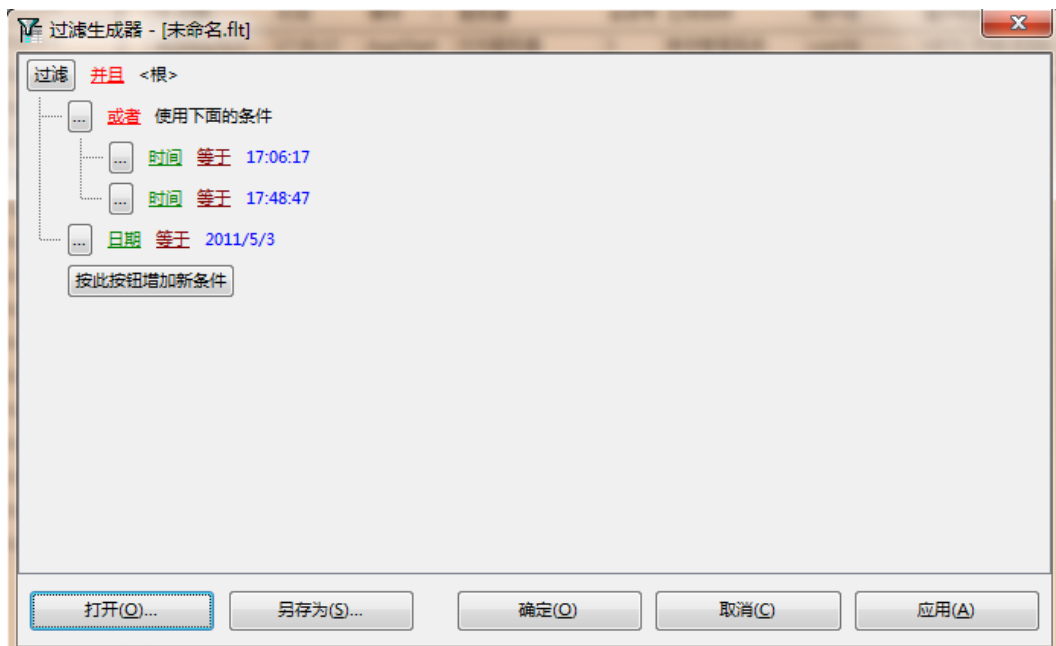 过滤生成器 - [未命名.flt]
过滤 并且 <根>
... 或者 使用下面的条件
... 时间 等于 17:06:17
... 时间 等于 17:48:47
... 日期 等于 2011/5/3
按此按钮增加新条件
打开(O)... 另存为(S)... 确定(O) 取消(C) 应用(A)